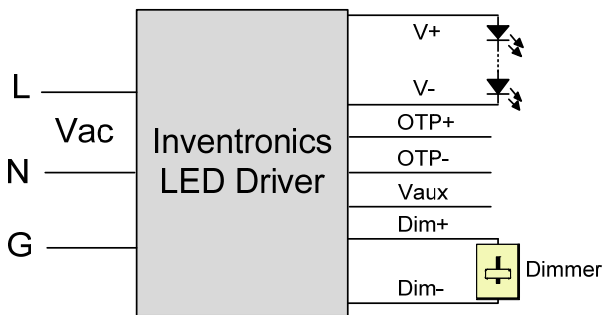 L
Vac
N
G
Inventronics
LED Driver
V+
V-
OTP+
OTP-
Vaux
Dim+
Dim-
Dimmer